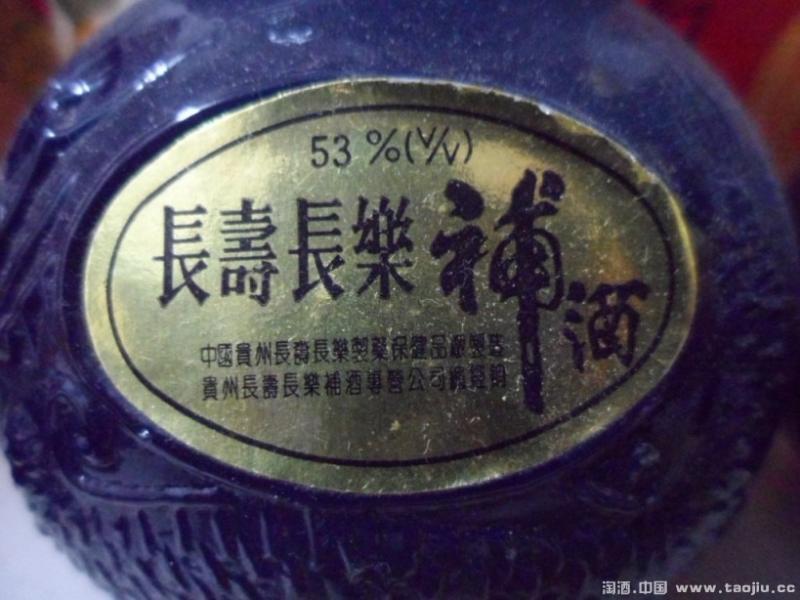 53%(V/V)
長壽長樂補酒
中國貴州長壽長樂製藥保健品廠製造
貴州長壽長樂補酒專營公司總經銷
淘酒.中国 www.taojiu.cc